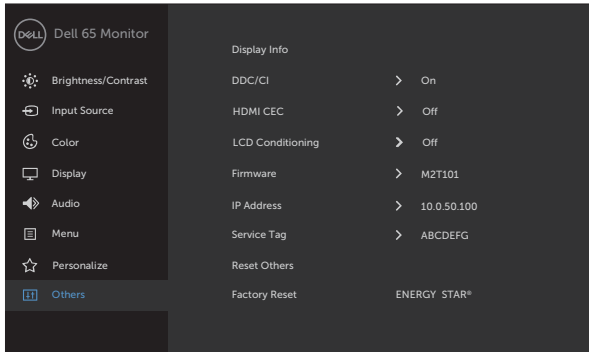 DELL Dell 65 Monitor
Display Info
Brightness/Contrast DDC/CI On
Input Source HDMI CEC Off
Color LCD Conditioning Off
Display Firmware M2T101
Audio IP Address 10.0.50.100
Menu Service Tag ABCDEFG
Personalize Reset Others
Others Factory Reset ENERGY STAR®